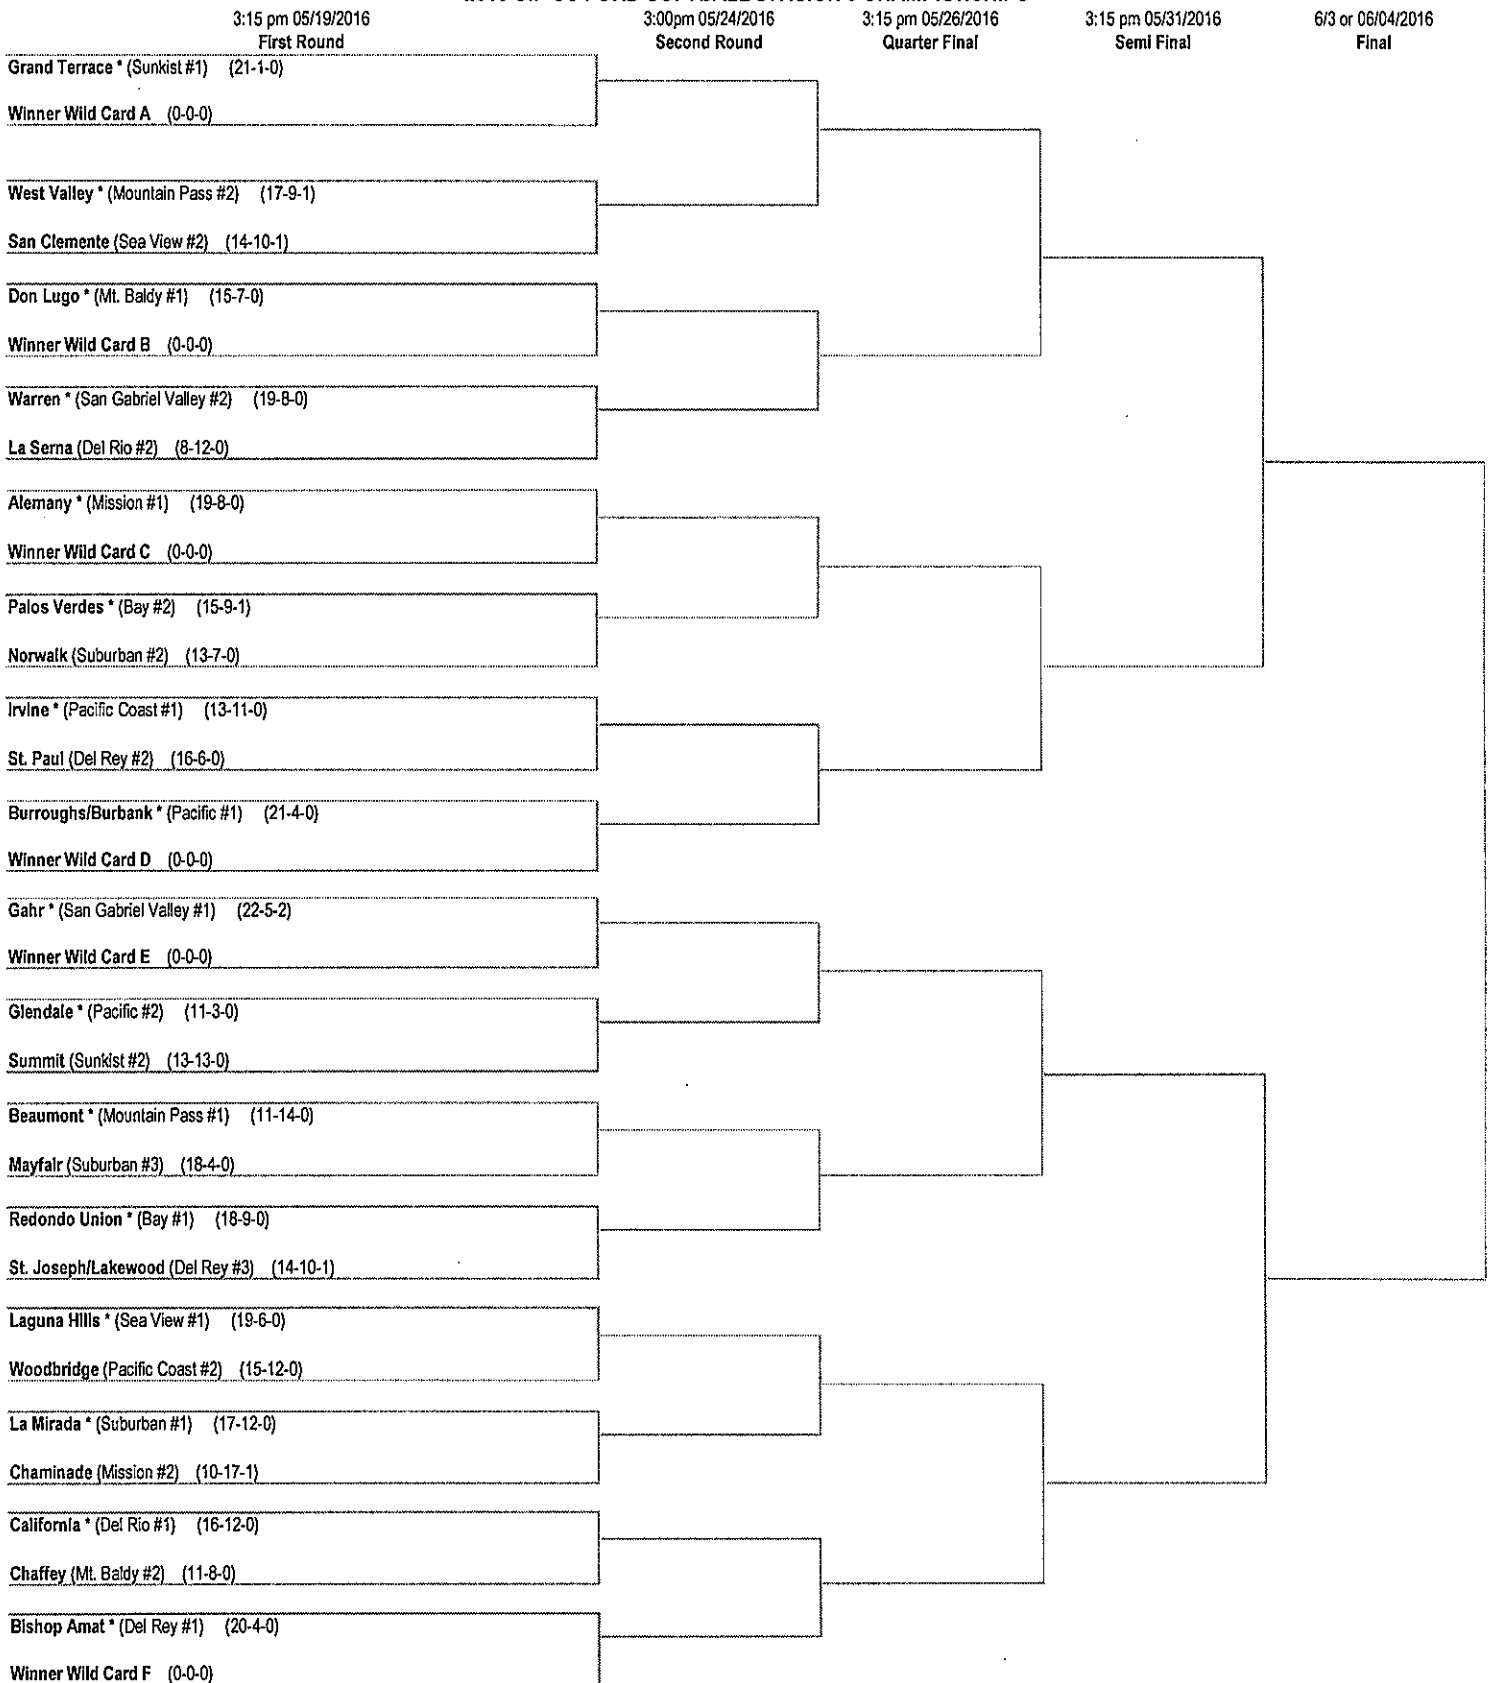 3:15 pm 05/19/2016 3:00pm 05/24/2016 3:15 pm 05/26/2016 3:15 pm 05/31/2016 6/3 or 06/04/2016
First Round Second Round Quarter Final Semi Final Final
Grand Terrace * (Sunkist #1) (21-1-0)
Winner Wild Card A (0-0-0)
West Valley * (Mountain Pass #2) (17-9-1)
San Clemente (Sea View #2) (14-10-1)
Don Lugo * (Mt. Baldy #1) (15-7-0)
Winner Wild Card B (0-0-0)
Warren * (San Gabriel Valley #2) (19-8-0)
La Serna (Del Rio #2) (8-12-0)
Alemany * (Mission #1) (19-8-0)
Winner Wild Card C (0-0-0)
Palos Verdes * (Bay #2) (15-9-1)
Norwalk (Suburban #2) (13-7-0)
Irvine * (Pacific Coast #1) (13-11-0)
St. Paul (Del Rey #2) (16-6-0)
Burroughs/Burbank * (Pacific #1) (21-4-0)
Winner Wild Card D (0-0-0)
Gahr * (San Gabriel Valley #1) (22-5-2)
Winner Wild Card E (0-0-0)
Glendale * (Pacific #2) (11-3-0)
Summit (Sunkist #2) (13-13-0)
Beaumont * (Mountain Pass #1) (11-14-0)
Mayfair (Suburban #3) (18-4-0)
Redondo Union * (Bay #1) (18-9-0)
St. Joseph/Lakewood (Del Rey #3) (14-10-1)
Laguna Hills * (Sea View #1) (19-6-0)
Woodbridge (Pacific Coast #2) (15-12-0)
La Mirada * (Suburban #1) (17-12-0)
Chaminade (Mission #2) (10-17-1)
California * (Del Rio #1) (16-12-0)
Chaffey (Mt. Baldy #2) (11-8-0)
Bishop Amat * (Del Rey #1) (20-4-0)
Winner Wild Card F (0-0-0)